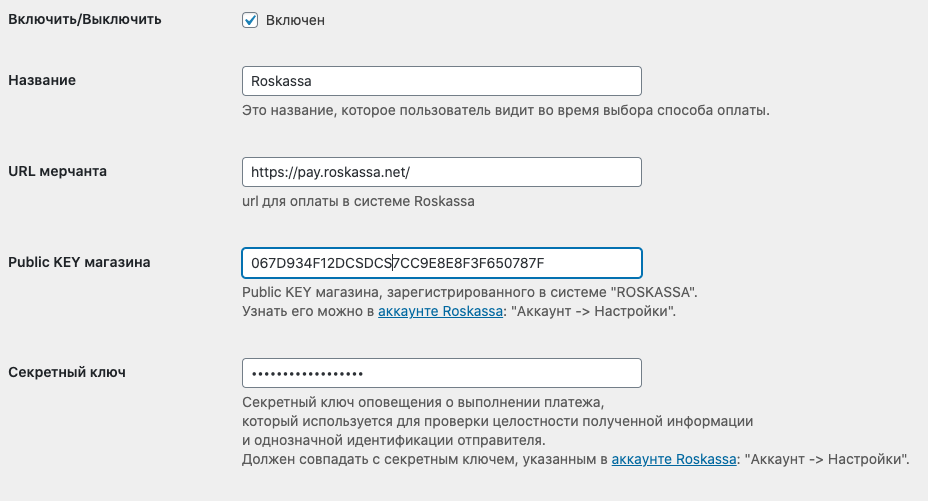 Включить/Выключить
Включен
Название
Roskassa
Это название, которое пользователь видит во время выбора способа оплаты.
URL мерчанта
https://pay.roskassa.net/
url для оплаты в системе Roskassa
Public KEY магазина
067D934F12DCSDCS7CC9E8E8F3F650787F
Public KEY магазина, зарегистрированного в системе "ROSKASSA".
Узнать его можно в аккаунте Roskassa: "Аккаунт -> Настройки".
Секретный ключ
••••••••••••••••••
Секретный ключ оповещения о выполнении платежа,
который используется для проверки целостности полученной информации
и однозначной идентификации отправителя.
Должен совпадать с секретным ключем, указанным в аккаунте Roskassa: "Аккаунт -> Настройки".